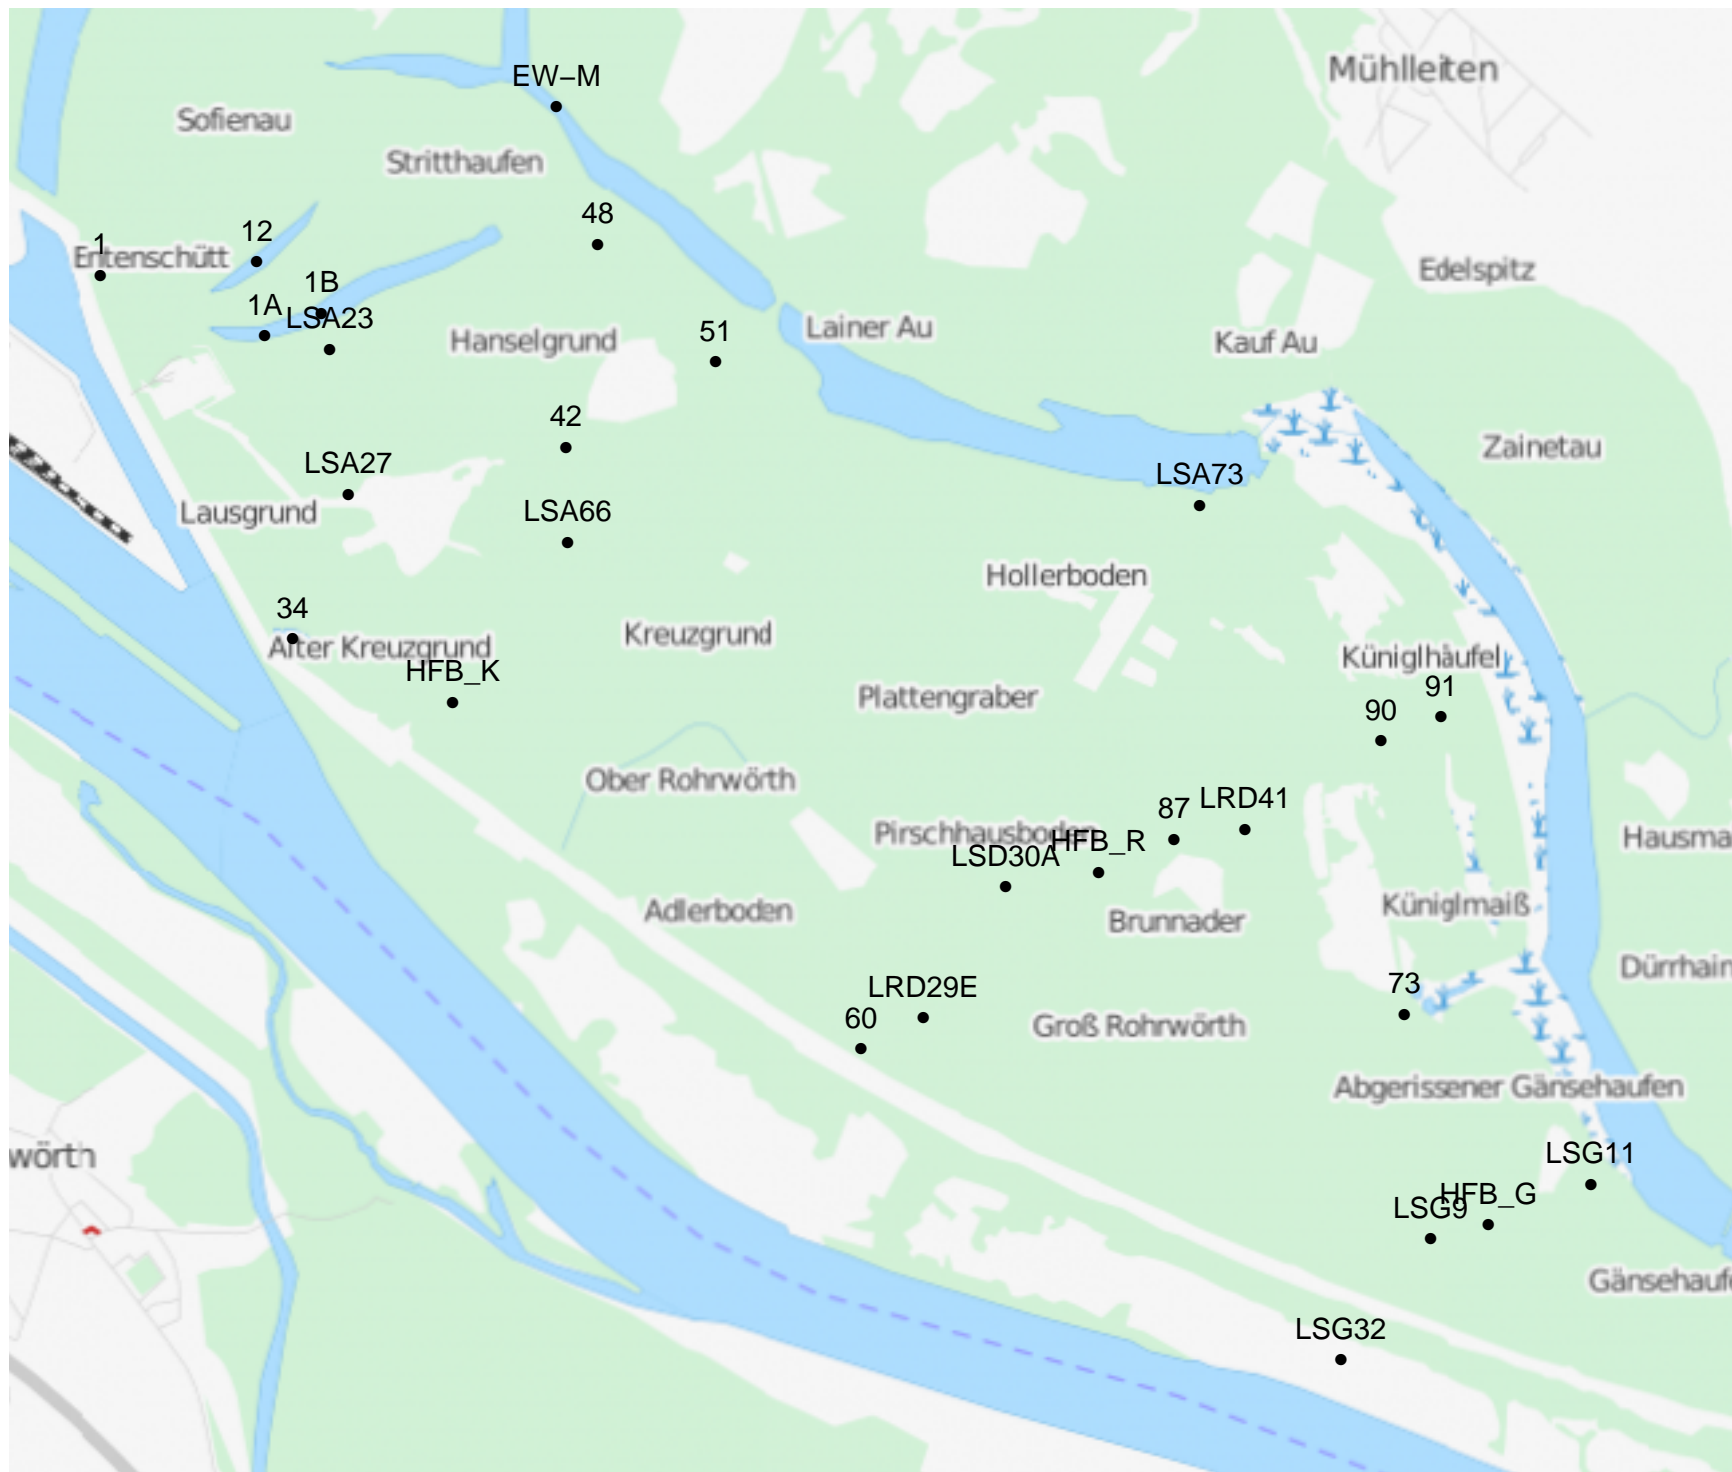 Mühlleiten
EW–M
Sofienau
Stritthaufen
48
12
1
Entenschütt
Edelspitz
1B
1A
LSA23
Hanselgrund
51
Lainer Au
Kauf Au
42
Zainetau
LSA27
LSA73
Lausgrund
LSA66
Hollerboden
34
Alter Kreuzgrund
Kreuzgrund
HFB_K
Küniglhäufel
91
Plattengraber
90
Ober Rohrwörth
LRD41
87
Pirschhausboden
HFB_R
Hausma
LSD30A
Adlerboden
Küniglmaiß
Brunnader
Dürrhain
LRD29E
73
60
Groß Rohrwörth
Abgerissener Gänsehaufen
wörth
LSG11
HFB_G
LSG9
Gänsehaufe
LSG32